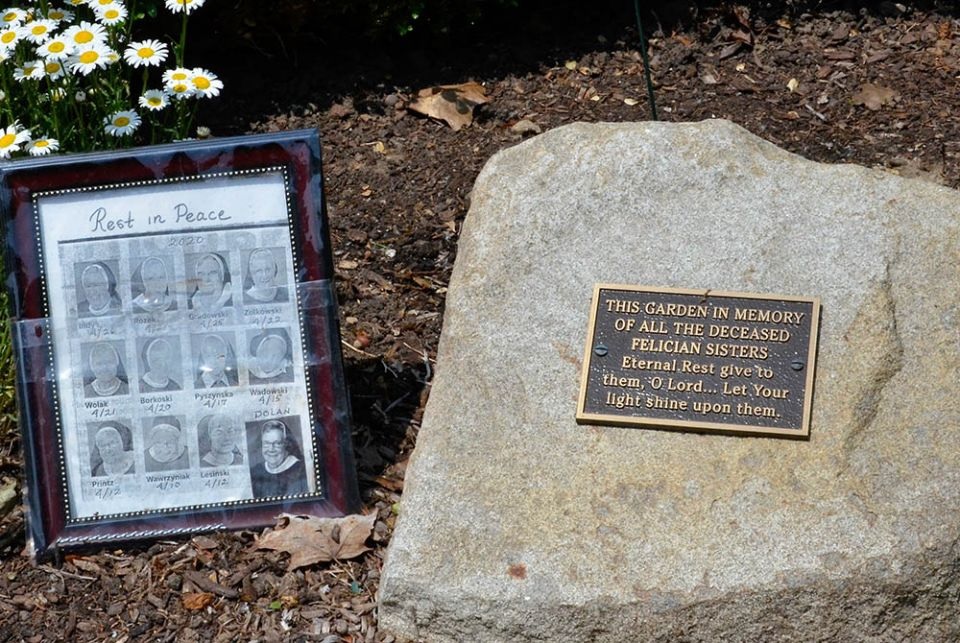 Rest in Peace
2020
4/26 Gradowski 4/25 Zolkowski 4/22
Wolak Borkoski Pyszynska Wadowski
4/21 4/20 4/17 4/15
DOLAN
Printz Wawrzyniak Lesinski
4/12 4/10 4/12
THIS GARDEN IN MEMORY
OF ALL THE DECEASED
FELICIAN SISTERS
Eternal Rest give to
them, O Lord... Let Your
light shine upon them.